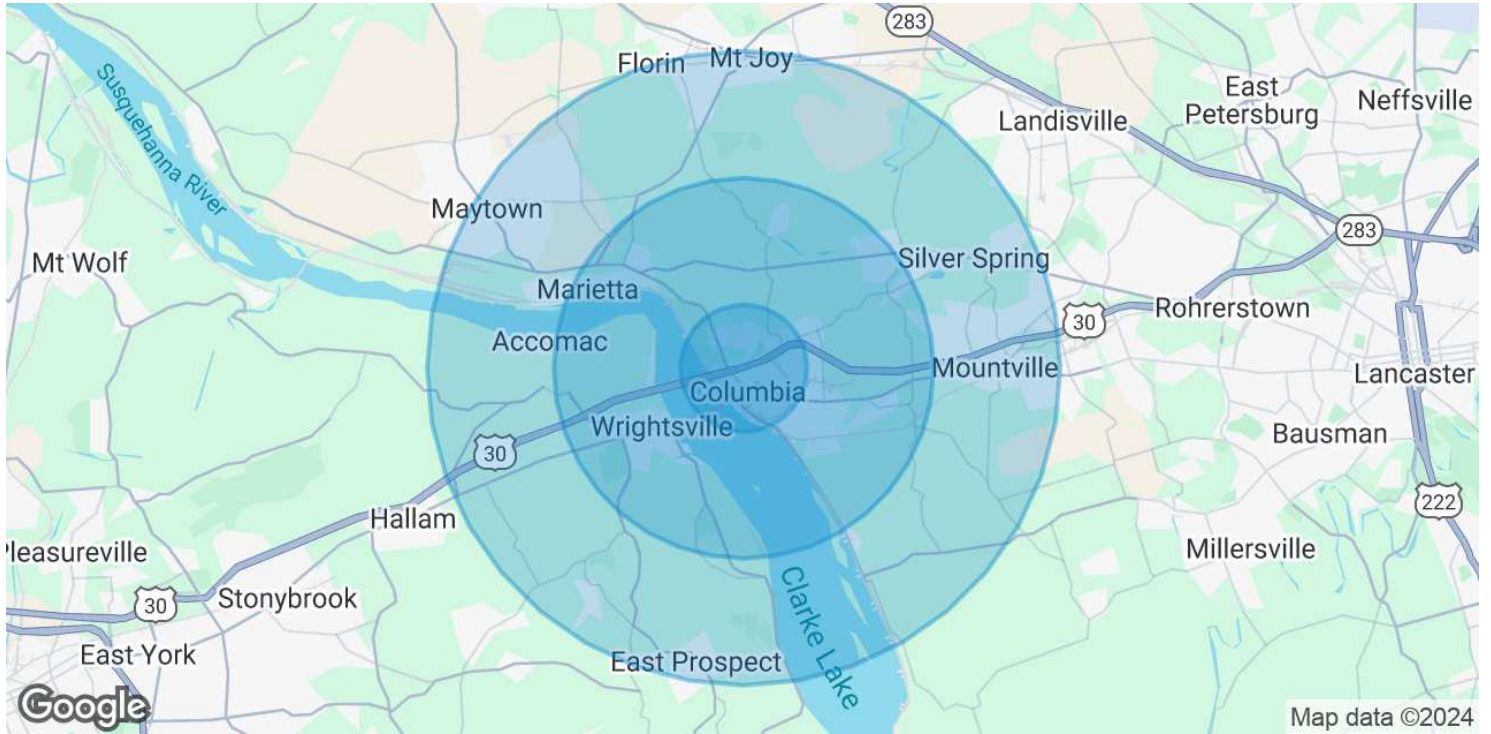 283
Florin
Mt Joy
East
Petersburg
Neffsville
Landisville
Susquehanna River
Maytown
283
Mt Wolf
Silver Spring
Marietta
Rohrerstown
30
Accomac
Mountville
Lancaster
Columbia
Wrightsville
Bausman
30
222
Hallam
Pleasureville
Millersville
Stonybrook
30
Clarke Lake
East York
East Prospect
Google
Map data ©2024